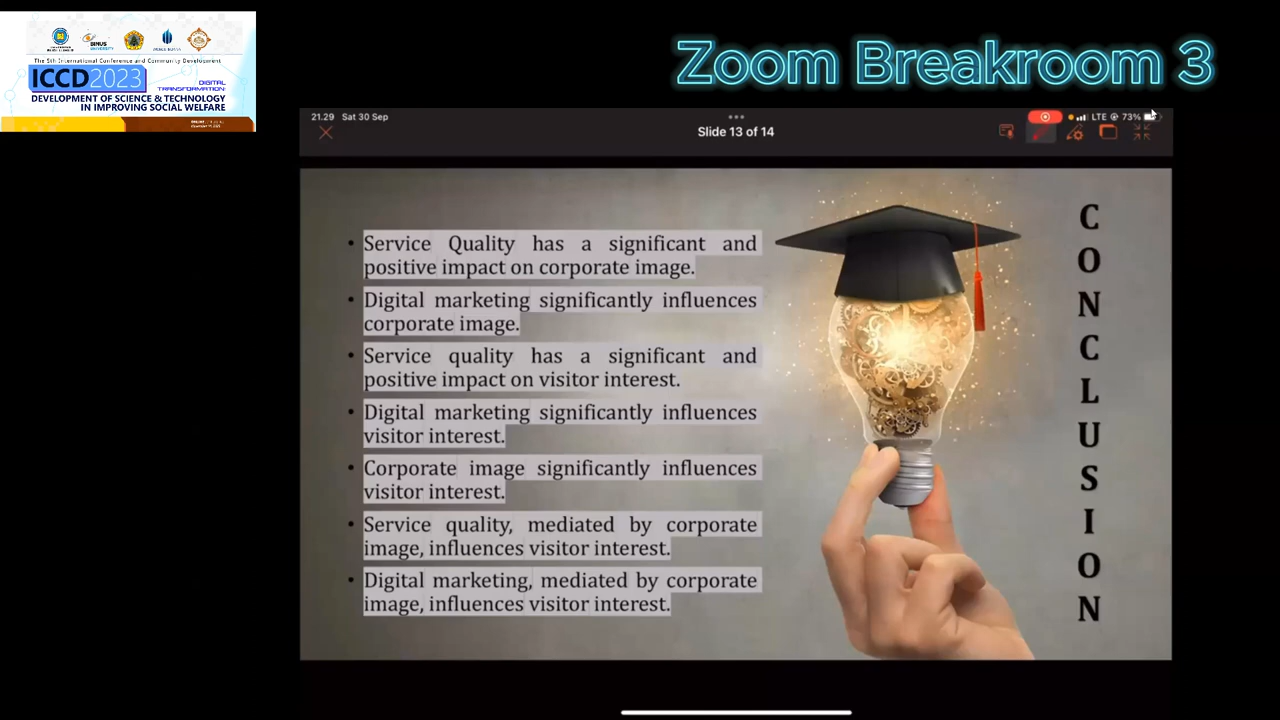 The 5th International Conference and Community Development
ICCD2023
DIGITAL
TRANSFORMATION:
DEVELOPMENT OF SCIENCE & TECHNOLOGY
IN IMPROVING SOCIAL WELFARE
Zoom Breakroom 3
21.29 Sat 30 Sep
LTE 73%
Slide 13 of 14
• Service Quality has a significant and
positive impact on corporate image.
• Digital marketing significantly influences
corporate image.
• Service quality has a significant and
positive impact on visitor interest.
• Digital marketing significantly influences
visitor interest.
• Corporate image significantly influences
visitor interest.
• Service quality, mediated by corporate
image, influences visitor interest.
• Digital marketing, mediated by corporate
image, influences visitor interest.
C
O
N
C
L
U
S
I
O
N